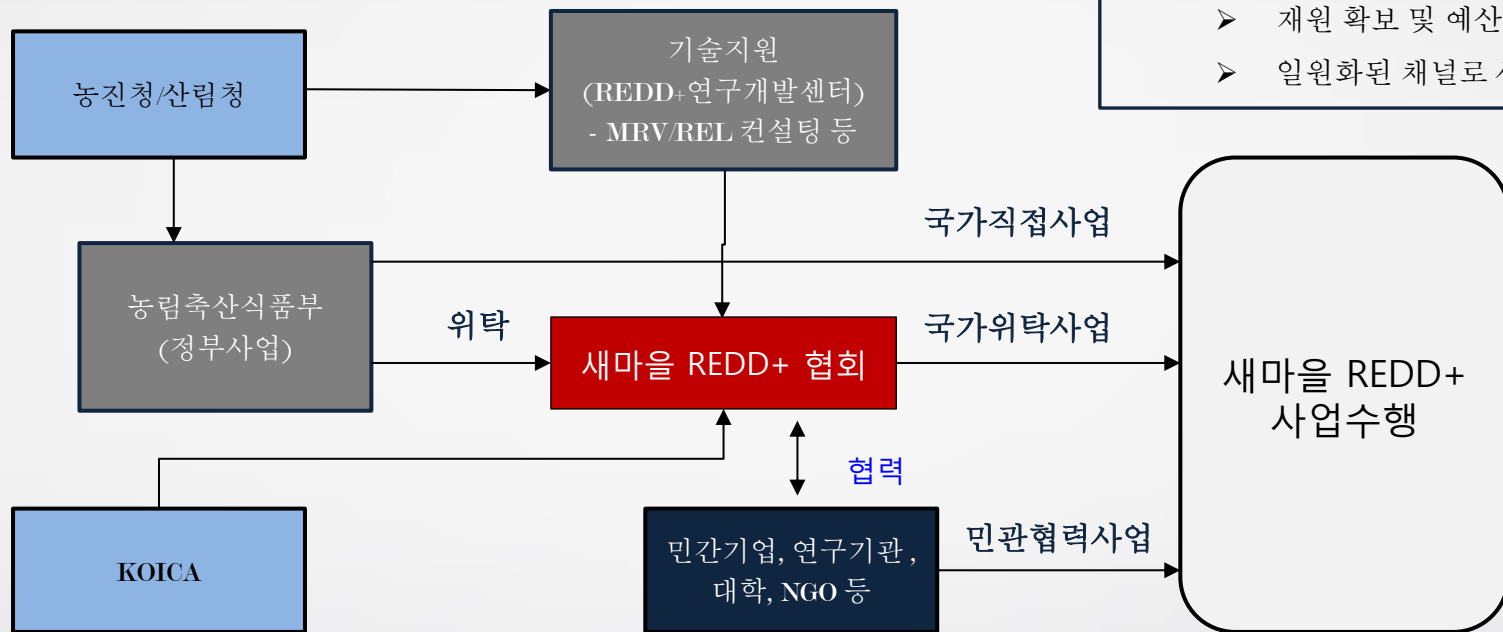 ➢ 재원 확보 및 예산
➢ 일원화된 채널로
농진청/산림청
기술지원
(REDD+연구개발센터)
- MRV/REL 컨설팅 등
국가직접사업
농림축산식품부
(정부사업)
위탁
새마을 REDD+ 협회
국가위탁사업
새마을 REDD+
사업수행
협력
KOICA
민간기업, 연구기관,
대학, NGO 등
민관협력사업